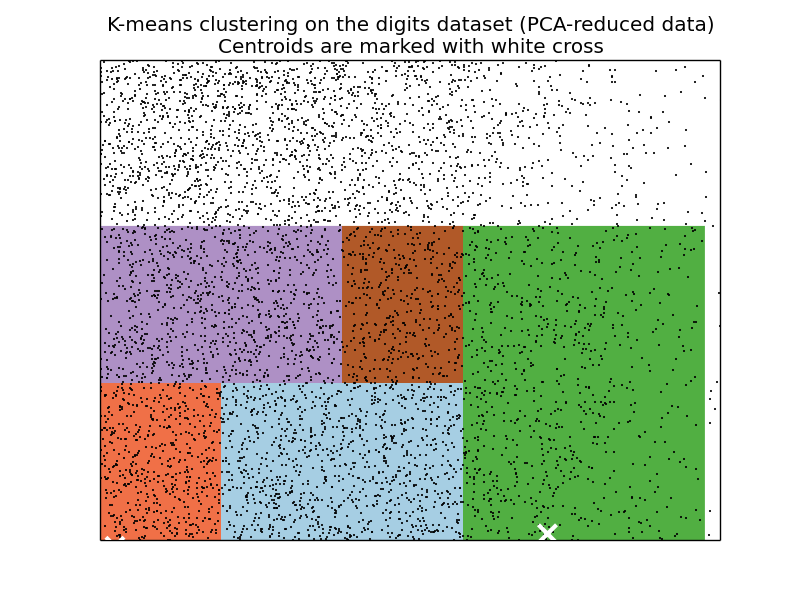 K-means clustering on the digits dataset (PCA-reduced data)
Centroids are marked with white cross